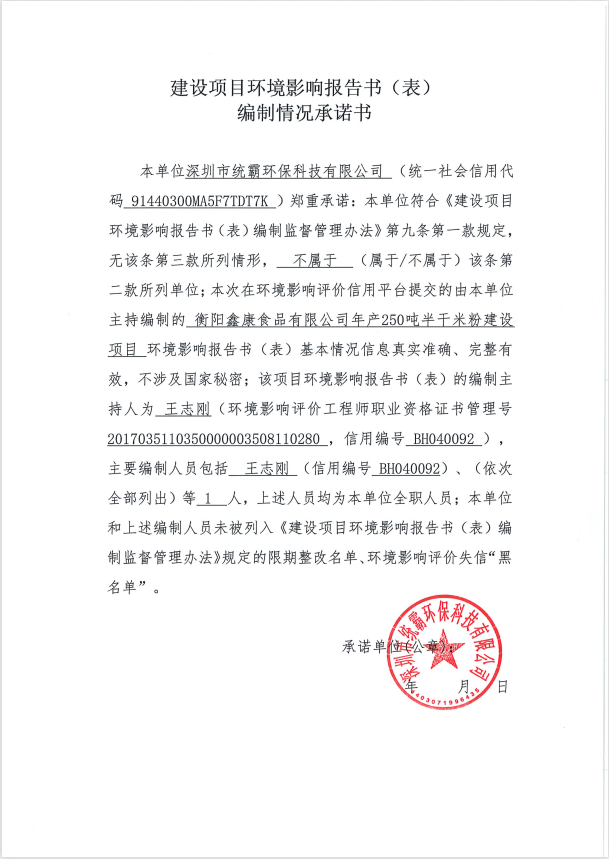 建设项目环境影响报告书（表）
编制情况承诺书
本单位深圳市统霸环保科技有限公司（统一社会信用代
码 91440300MA5F7TDT7K ）郑重承诺：本单位符合《建设项目
环境影响报告书（表）编制监督管理办法》第九条第一款规定，
无该条第三款所列情形， 不属于 （属于/不属于）该条第
二款所列单位；本次在环境影响评价信用平台提交的由本单位
主持编制的 衡阳鑫康食品有限公司年产250吨半干米粉建设
项目 环境影响报告书（表）基本情况信息真实准确、完整有
效，不涉及国家秘密；该项目环境影响报告书（表）的编制主
持人为 王志刚（环境影响评价工程师职业资格证书管理号
2017035110350000003508110280 ，信用编号 BH040092 ），
主要编制人员包括 王志刚 （信用编号 BH040092）、（依次
全部列出）等 1 人，上述人员均为本单位全职人员；本单位
和上述编制人员未被列入《建设项目环境影响报告书（表）编
制监督管理办法》规定的限期整改名单、环境影响评价失信“黑
名单”。
承诺单位(公章)：
年 月 日
深圳市统霸环保科技有限公司
4403071996435